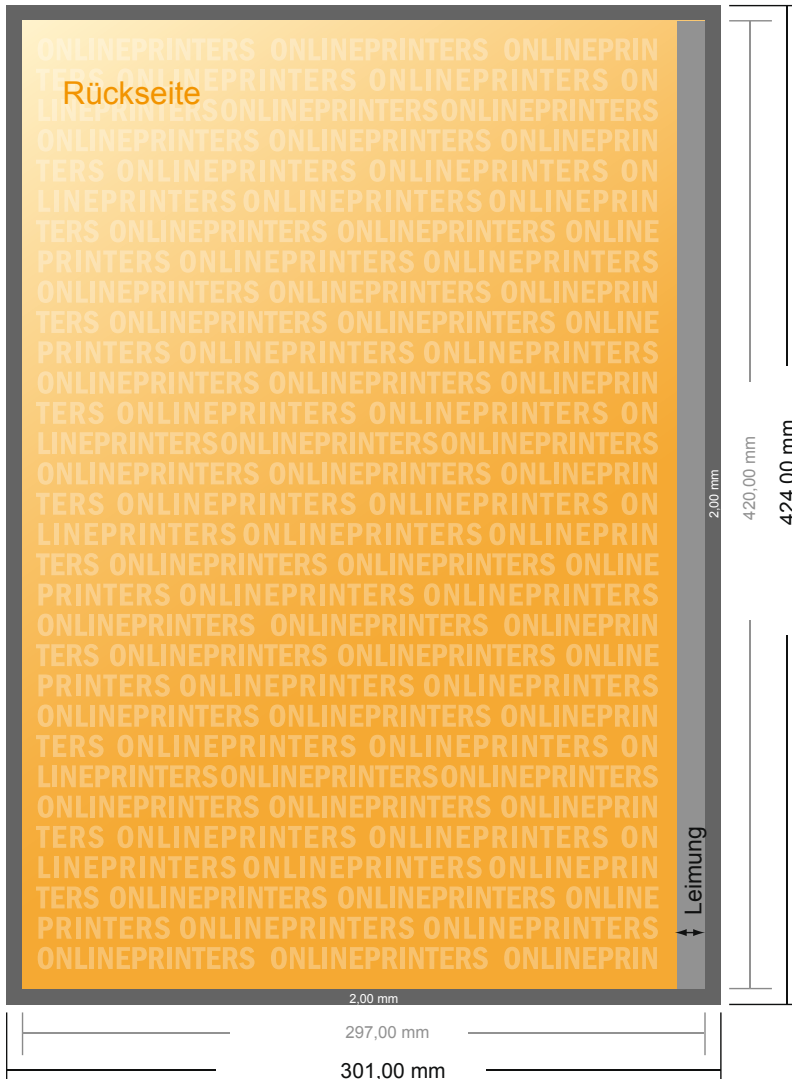 ONLINEPRINTERS ONLINEPRINTERS ONLINEPRIN
TERS ONLINEPRINTERS ONLINEPRINTERS ON
Rückseite
LINEPRINTERSONLINEPRINTERSONLINEPRINTERS
ONLINEPRINTERS ONLINEPRINTERS ONLINEPRIN
TERS ONLINEPRINTERS ONLINEPRINTERS ON
LINEPRINTERS ONLINEPRINTERS ONLINEPRIN
TERS ONLINEPRINTERS ONLINEPRINTERS ONLINE
PRINTERS ONLINEPRINTERS ONLINEPRINTERS
ONLINEPRINTERS ONLINEPRINTERS ONLINEPRIN
TERS ONLINEPRINTERS ONLINEPRINTERS ONLINE
PRINTERS ONLINEPRINTERS ONLINEPRINTERS
ONLINEPRINTERS ONLINEPRINTERS ONLINEPRIN
TERS ONLINEPRINTERS ONLINEPRINTERS ON
LINEPRINTERSONLINEPRINTERSONLINEPRINTERS
ONLINEPRINTERS ONLINEPRINTERS ONLINEPRIN
TERS ONLINEPRINTERS ONLINEPRINTERS ON
LINEPRINTERS ONLINEPRINTERS ONLINEPRIN
TERS ONLINEPRINTERS ONLINEPRINTERS ONLINE
PRINTERS ONLINEPRINTERS ONLINEPRINTERS
ONLINEPRINTERS ONLINEPRINTERS ONLINEPRIN
TERS ONLINEPRINTERS ONLINEPRINTERS ONLINE
PRINTERS ONLINEPRINTERS ONLINEPRINTERS
ONLINEPRINTERS ONLINEPRINTERS ONLINEPRIN
TERS ONLINEPRINTERS ONLINEPRINTERS ON
LINEPRINTERSONLINEPRINTERSONLINEPRINTERS
ONLINEPRINTERS ONLINEPRINTERS ONLINEPRIN
TERS ONLINEPRINTERS ONLINEPRINTERS ON
LINEPRINTERS ONLINEPRINTERS ONLINEPRIN
TERS ONLINEPRINTERS ONLINEPRINTERS ONLINE
PRINTERS ONLINEPRINTERS ONLINEPRINTERS
ONLINEPRINTERS ONLINEPRINTERS ONLINEPRIN
Leimung
2,00 mm
420,00 mm
424,00 mm
2,00 mm
297,00 mm
301,00 mm